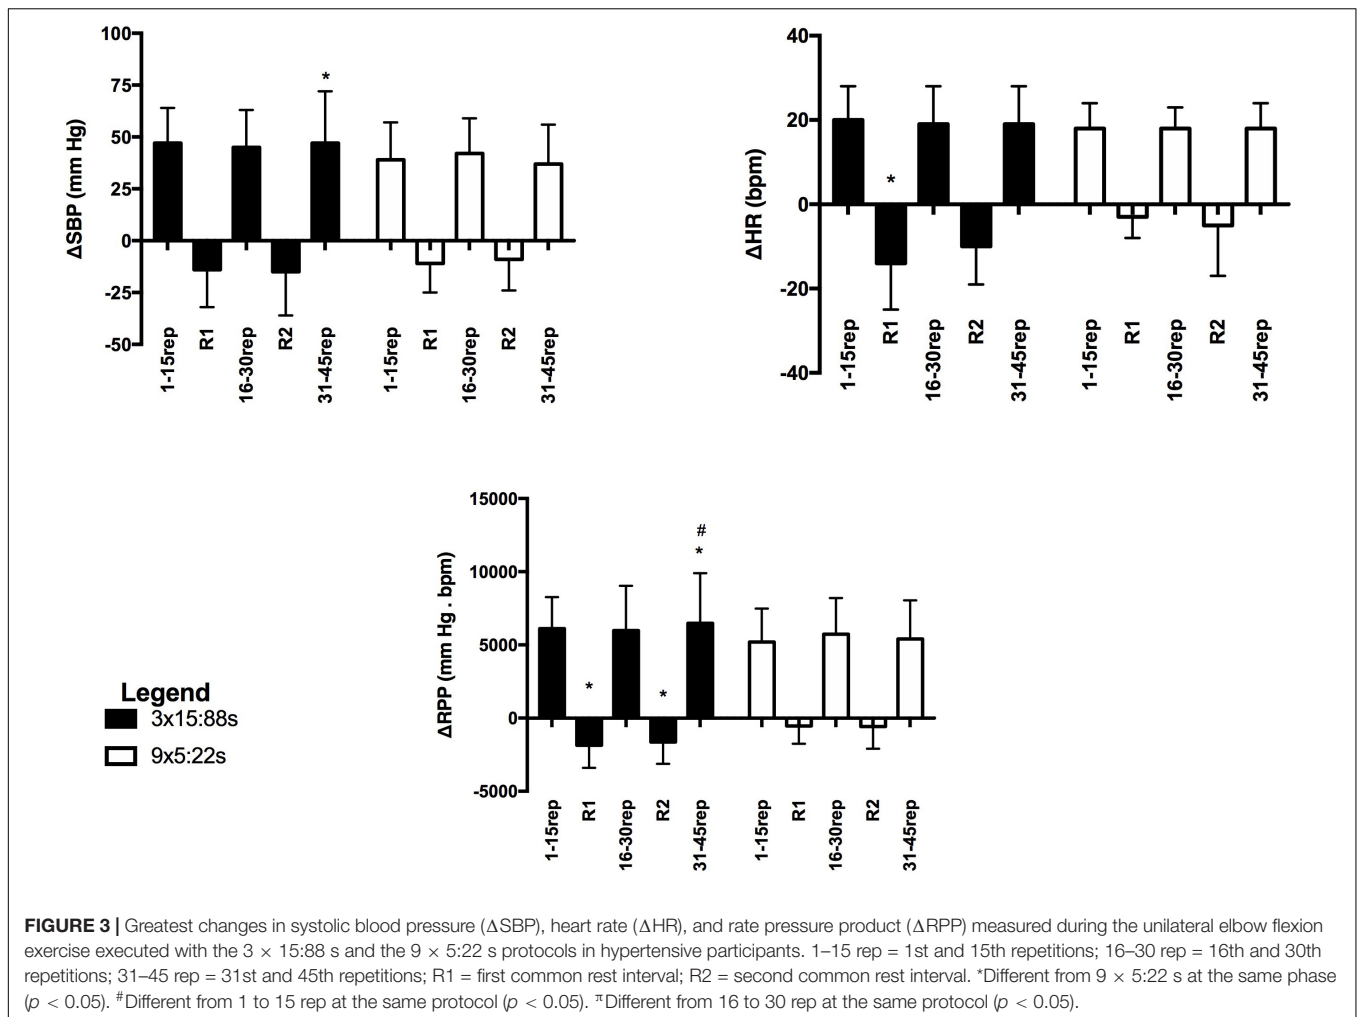 100
75
50
25
0
-25
-50
ΔSBP (mm Hg)
*
1-15rep
R1
16-30rep
R2
31-45rep
1-15rep
R1
16-30rep
R2
31-45rep
40
20
0
-20
-40
ΔHR (bpm)
*
1-15rep
R1
16-30rep
R2
31-45rep
1-15rep
R1
16-30rep
R2
31-45rep
15000
10000
5000
0
-5000
ΔRPP (mm Hg . bpm)
#
*
*
*
1-15rep
R1
16-30rep
R2
31-45rep
1-15rep
R1
16-30rep
R2
31-45rep
Legend
3x15:88s
9x5:22s
FIGURE 3 | Greatest changes in systolic blood pressure (ΔSBP), heart rate (ΔHR), and rate pressure product (ΔRPP) measured during the unilateral elbow flexion
exercise executed with the 3 × 15:88 s and the 9 × 5:22 s protocols in hypertensive participants. 1–15 rep = 1st and 15th repetitions; 16–30 rep = 16th and 30th
repetitions; 31–45 rep = 31st and 45th repetitions; R1 = first common rest interval; R2 = second common rest interval. *Different from 9 × 5:22 s at the same phase
(p < 0.05). #Different from 1 to 15 rep at the same protocol (p < 0.05). πDifferent from 16 to 30 rep at the same protocol (p < 0.05).